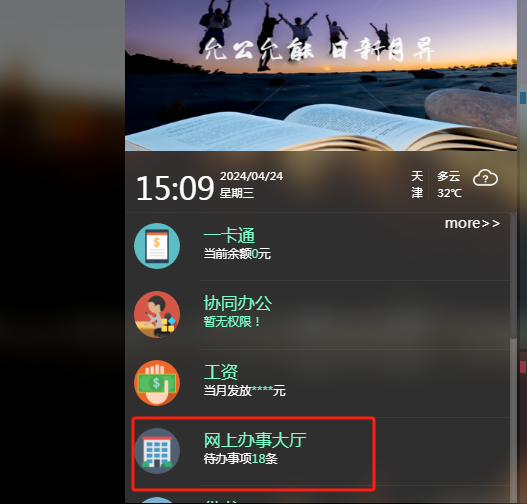 允公允能 日新月异
15:09
2024/04/24
星期三
天津
多云
32℃
more>>
一卡通
当前余额0元
协同办公
暂无权限！
工资
当月发放****元
网上办事大厅
待办事项18条